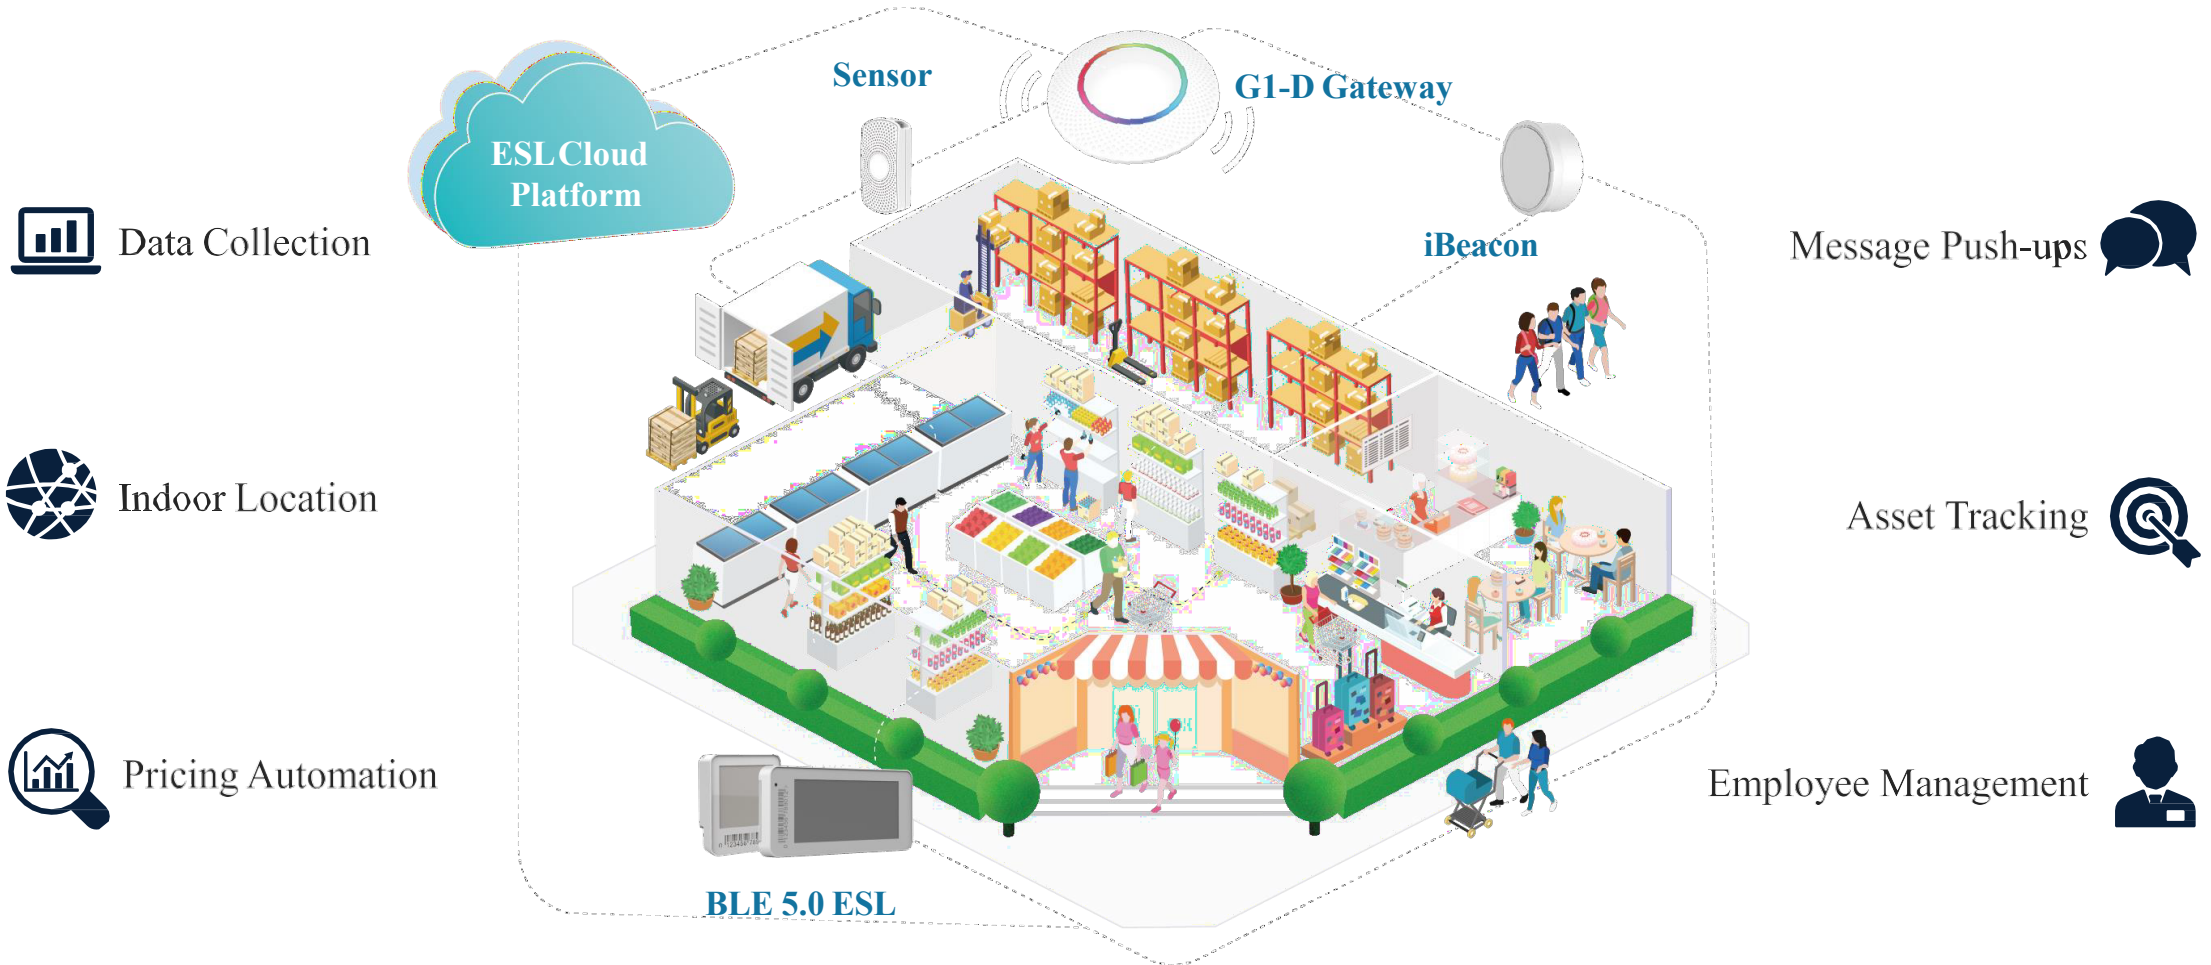 Sensor
G1-D Gateway
ESL Cloud
Platform
Data Collection
Message Push-ups
iBeacon
Indoor Location
Asset Tracking
Pricing Automation
Employee Management
BLE 5.0 ESL